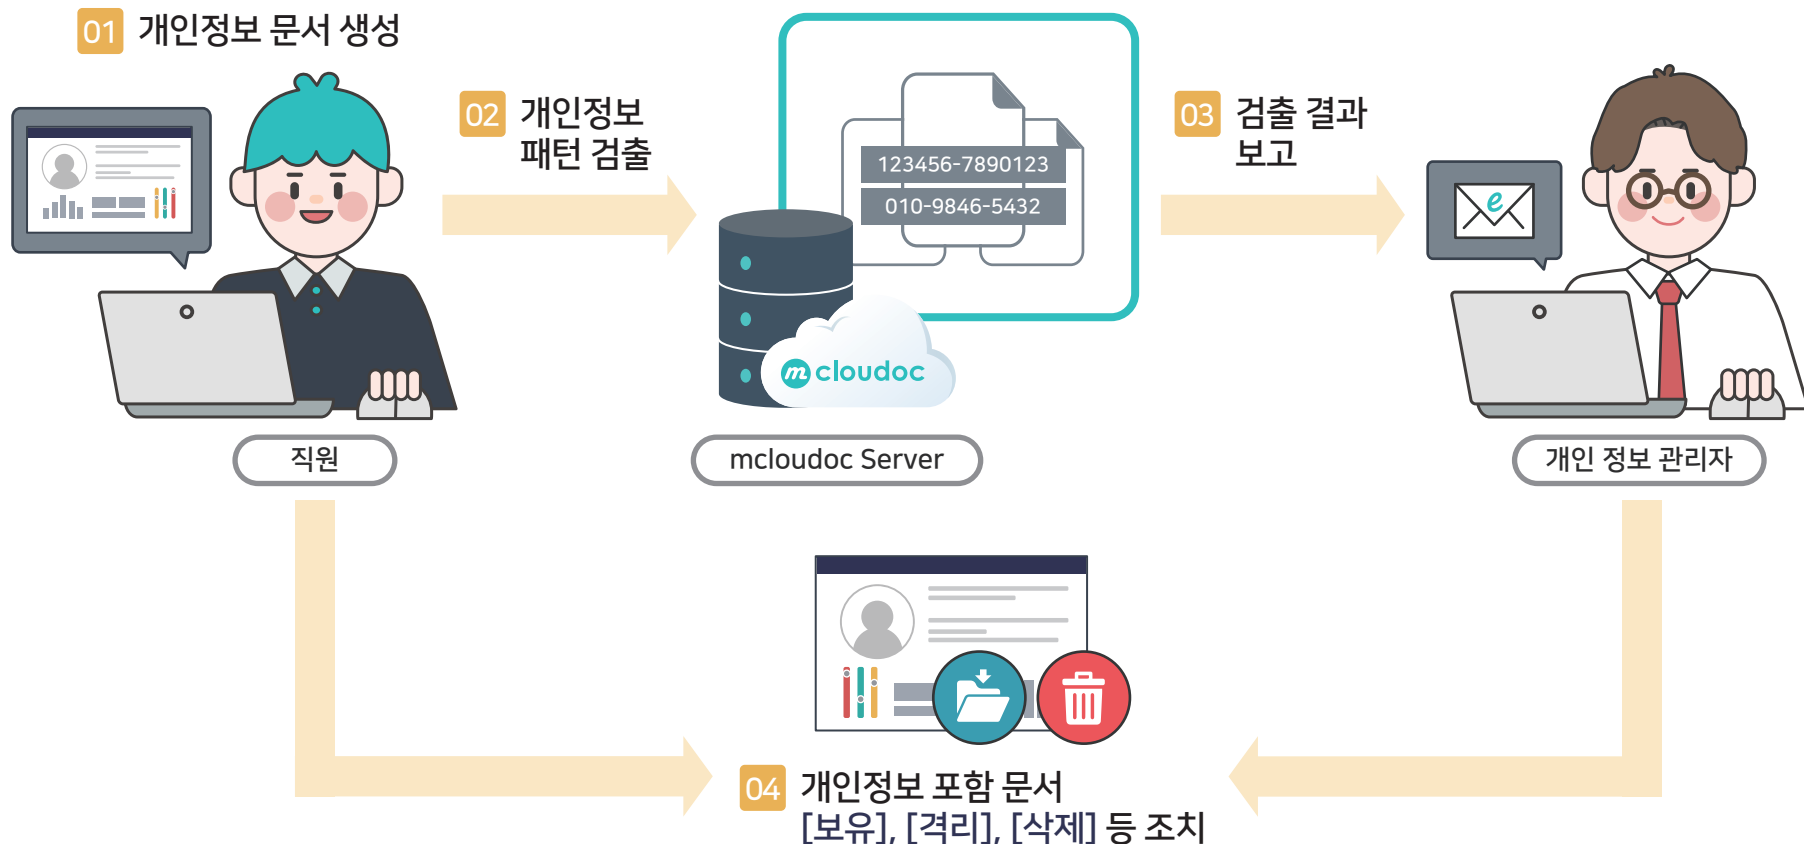 01 개인정보 문서 생성
02 개인정보
패턴 검출
123456-7890123
010-9846-5432
m cloudoc
03 검출 결과
보고
e
직원
mcloudoc Server
개인 정보 관리자
04 개인정보 포함 문서
[보유], [격리], [삭제] 등 조치